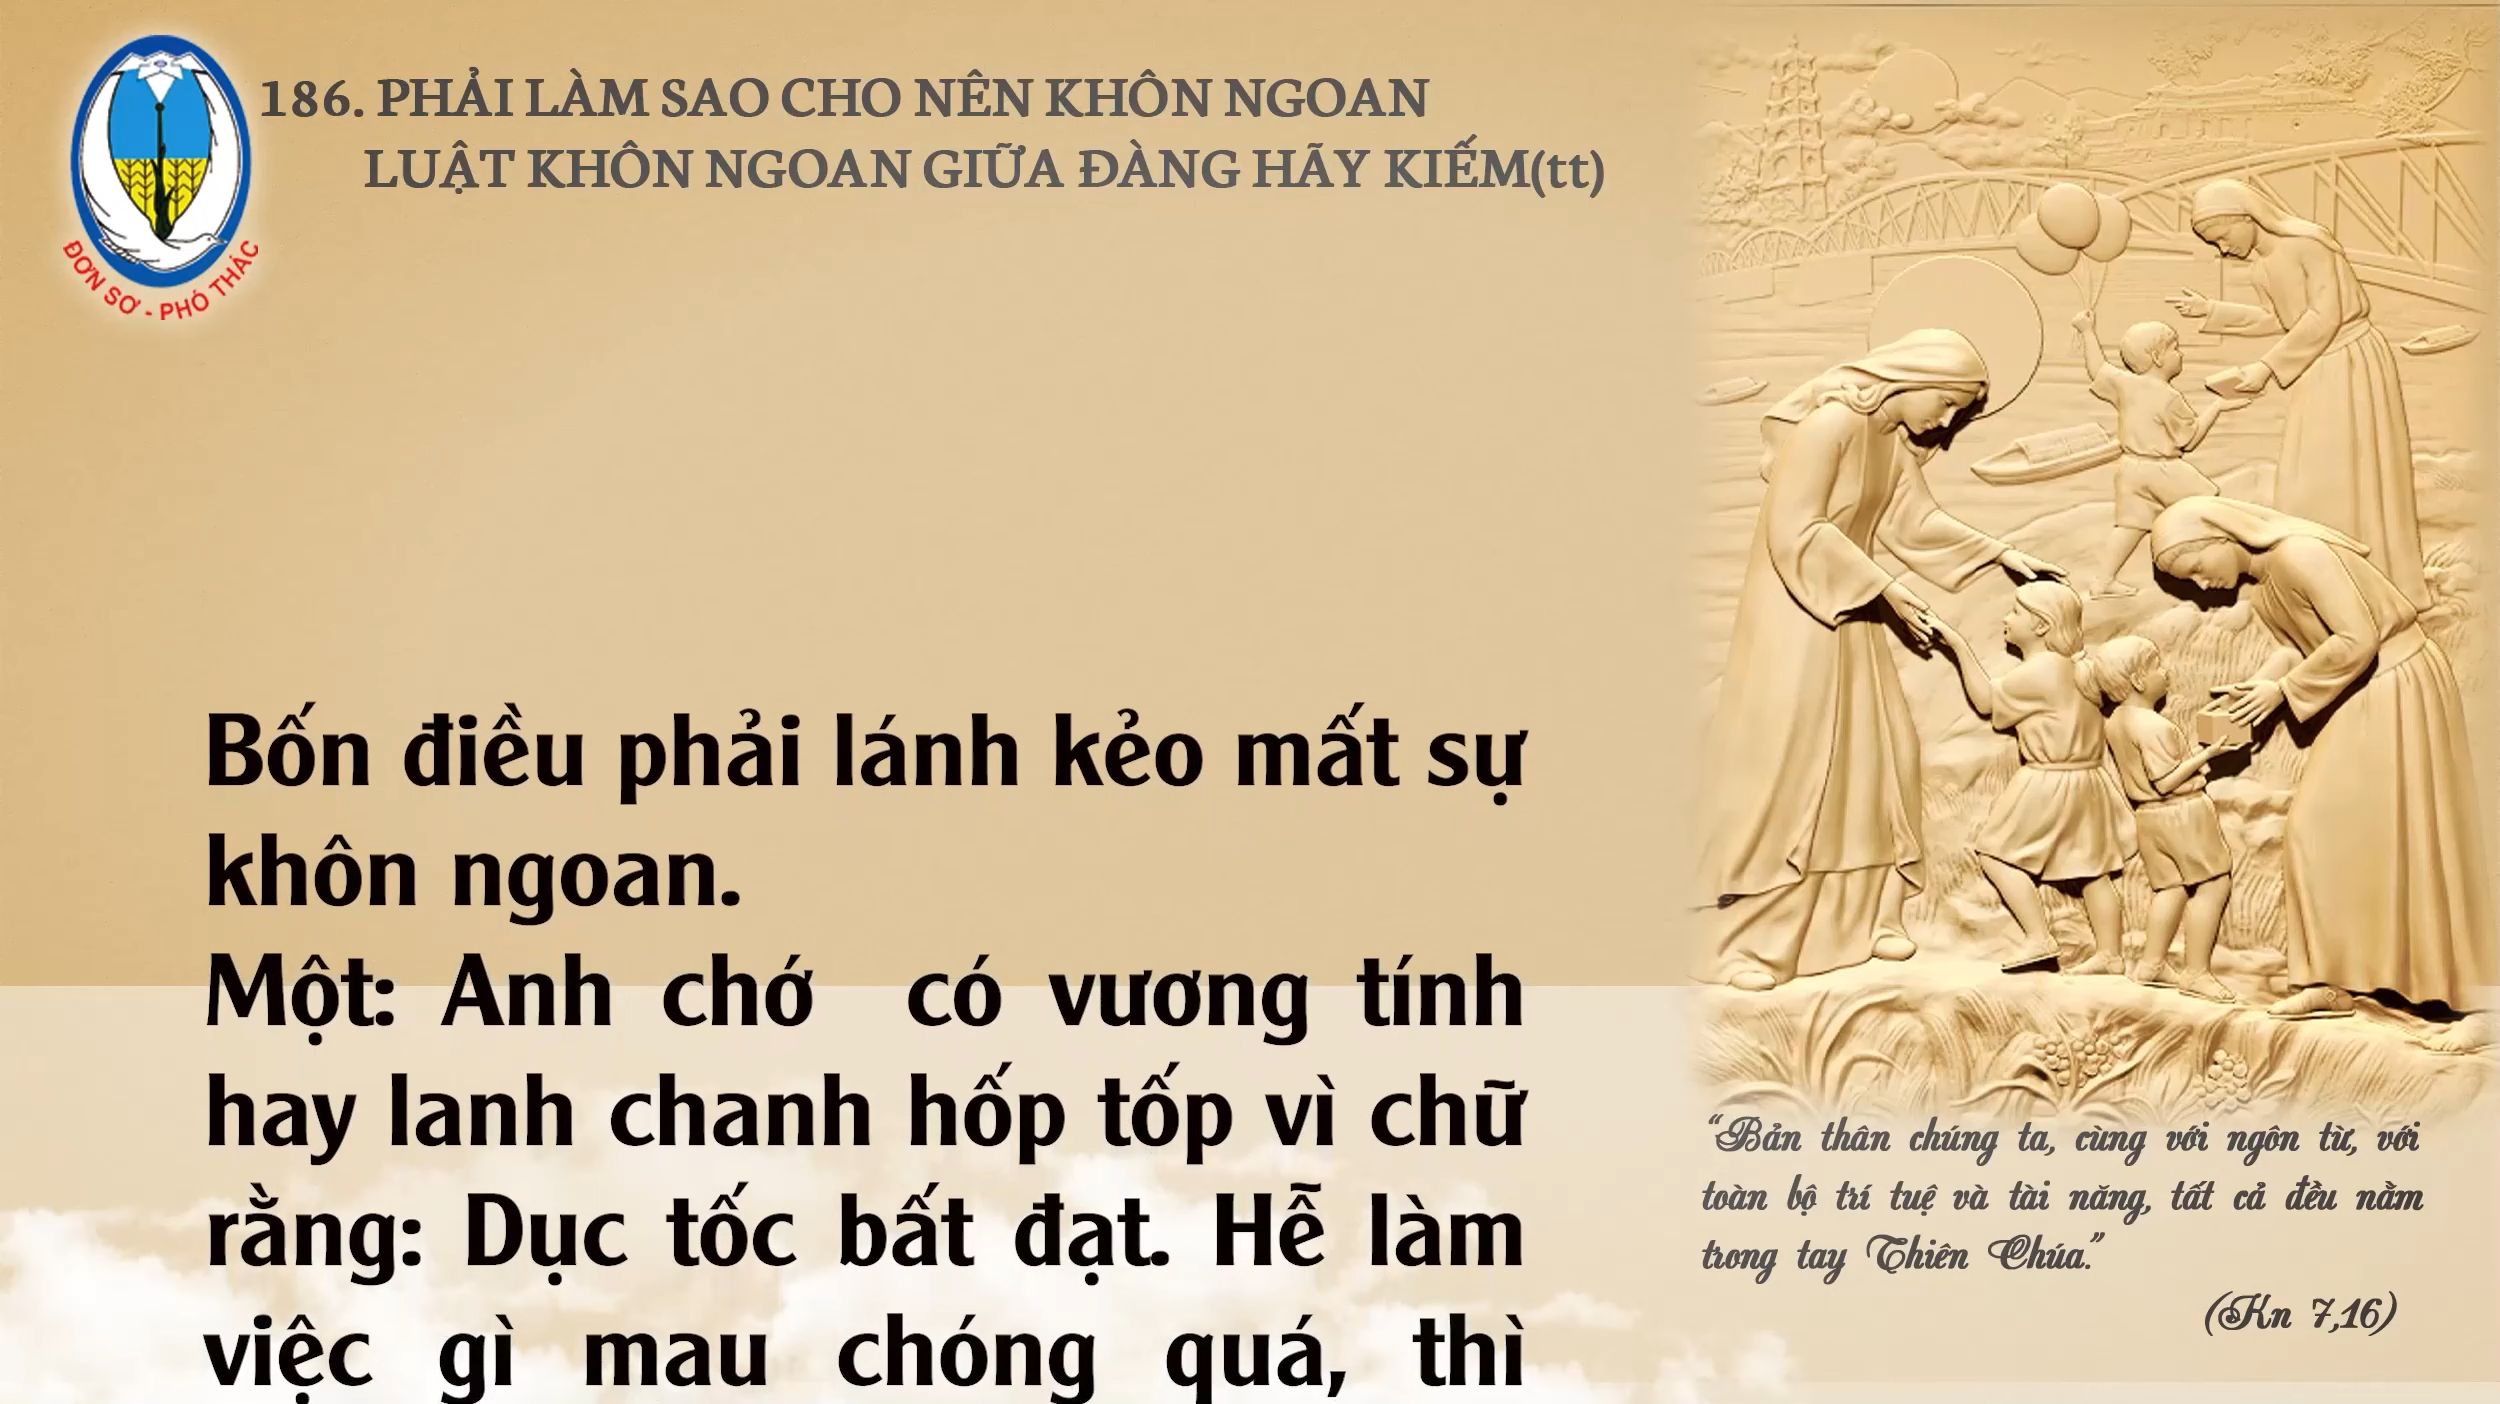 186. PHẢI LÀM SAO CHO NÊN KHÔN NGOAN
LUẬT KHÔN NGOAN GIỮA ĐÀNG HÃY KIẾM(tt)
ĐƠN SƠ - PHÓ THÁC
Bốn điều phải lánh kẻo mất sự
khôn ngoan.
Một: Anh chớ có vương tính
hay lanh chanh hốp tốp vì chữ
rằng: Dục tốc bất đạt. Hễ làm
việc gì mau chóng quá, thì
“Bản thân chúng ta, cùng với ngôn từ, với
toàn bộ trí tuệ và tài năng, tất cả đều nằm
trong tay Thiên Chúa.”
(Kn 7,16)